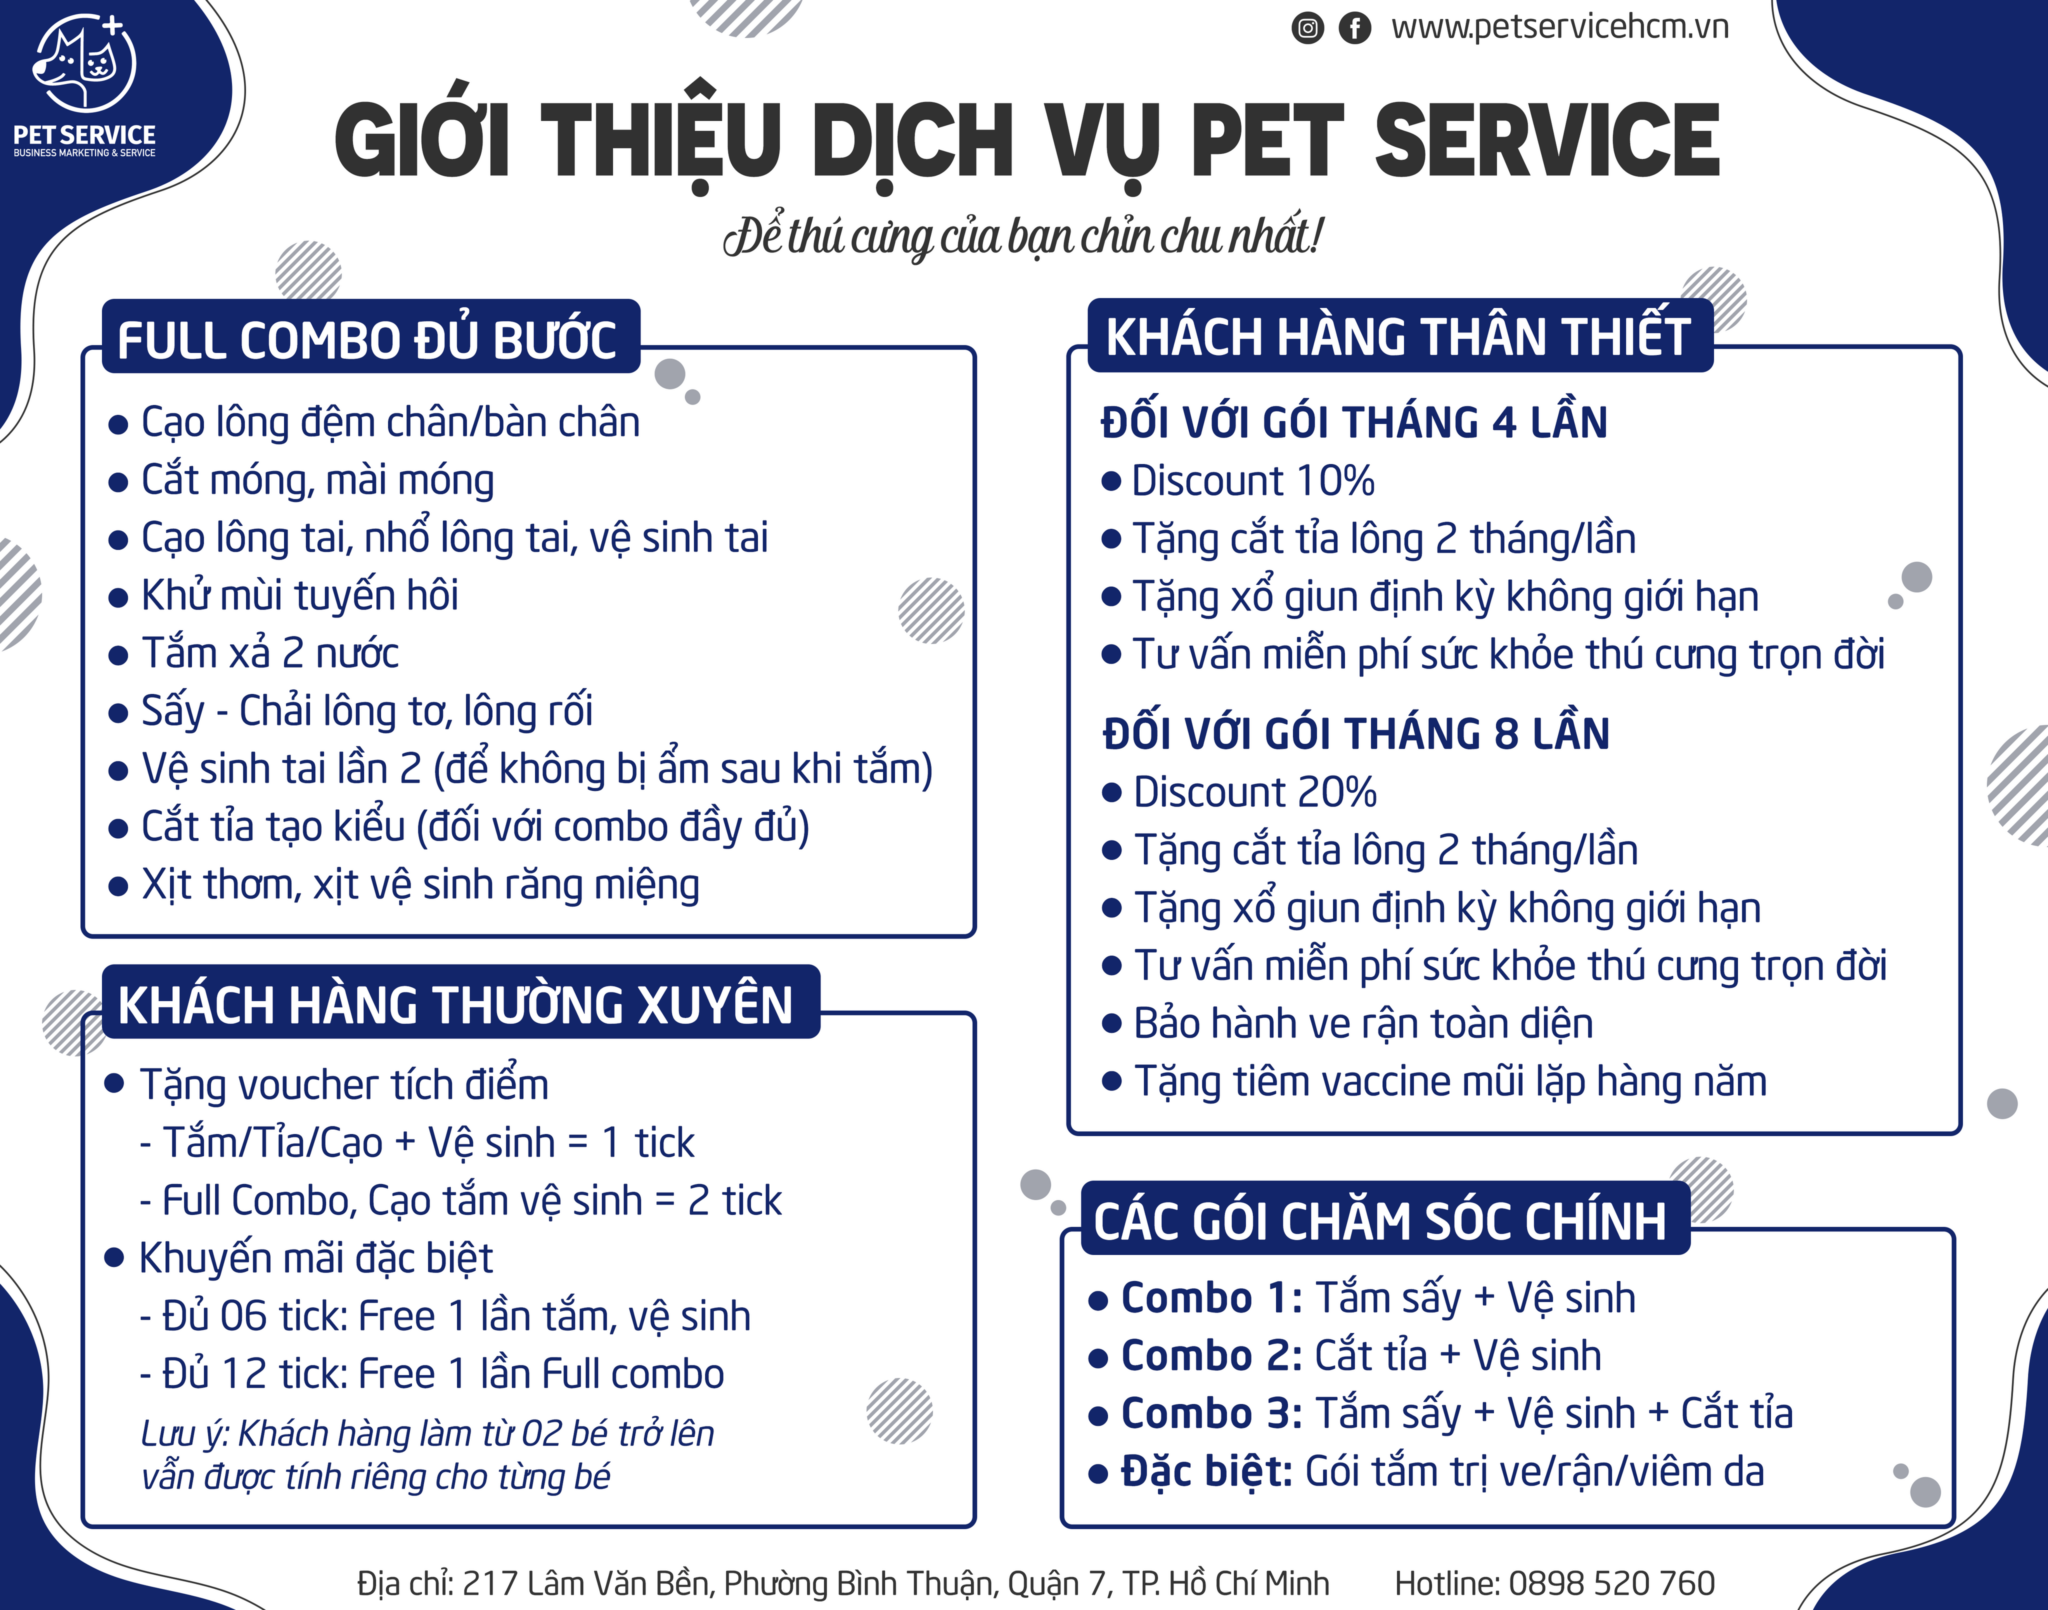 PET SERVICE
BUSINESS MARKETING & SERVICE
www.petservicehcm.vn
GIỚI THIỆU DỊCH VỤ PET SERVICE
Để thú cưng của bạn chỉn chu nhất!
FULL COMBO ĐỦ BƯỚC
● Cạo lông đệm chân/bàn chân
● Cắt móng, mài móng
● Cạo lông tai, nhổ lông tai, vệ sinh tai
● Khử mùi tuyến hôi
● Tắm xả 2 nước
● Sấy - Chải lông tơ, lông rối
● Vệ sinh tai lần 2 (để không bị ẩm sau khi tắm)
● Cắt tỉa tạo kiểu (đối với combo đầy đủ)
● Xịt thơm, xịt vệ sinh răng miệng
KHÁCH HÀNG THƯỜNG XUYÊN
● Tặng voucher tích điểm
- Tắm/Tỉa/Cạo + Vệ sinh = 1 tick
- Full Combo, Cạo tắm vệ sinh = 2 tick
● Khuyến mãi đặc biệt
- Đủ 06 tick: Free 1 lần tắm, vệ sinh
- Đủ 12 tick: Free 1 lần Full combo
Lưu ý: Khách hàng làm từ 02 bé trở lên
vẫn được tính riêng cho từng bé
KHÁCH HÀNG THÂN THIẾT
ĐỐI VỚI GÓI THÁNG 4 LẦN
● Discount 10%
● Tặng cắt tỉa lông 2 tháng/lần
● Tặng xổ giun định kỳ không giới hạn
● Tư vấn miễn phí sức khỏe thú cưng trọn đời
ĐỐI VỚI GÓI THÁNG 8 LẦN
● Discount 20%
● Tặng cắt tỉa lông 2 tháng/lần
● Tặng xổ giun định kỳ không giới hạn
● Tư vấn miễn phí sức khỏe thú cưng trọn đời
● Bảo hành ve rận toàn diện
● Tặng tiêm vaccine mũi lặp hàng năm
CÁC GÓI CHĂM SÓC CHÍNH
● Combo 1: Tắm sấy + Vệ sinh
● Combo 2: Cắt tỉa + Vệ sinh
● Combo 3: Tắm sấy + Vệ sinh + Cắt tỉa
● Đặc biệt: Gói tắm trị ve/rận/viêm da
Địa chỉ: 217 Lâm Văn Bền, Phường Bình Thuận, Quận 7, TP. Hồ Chí Minh
Hotline: 0898 520 760